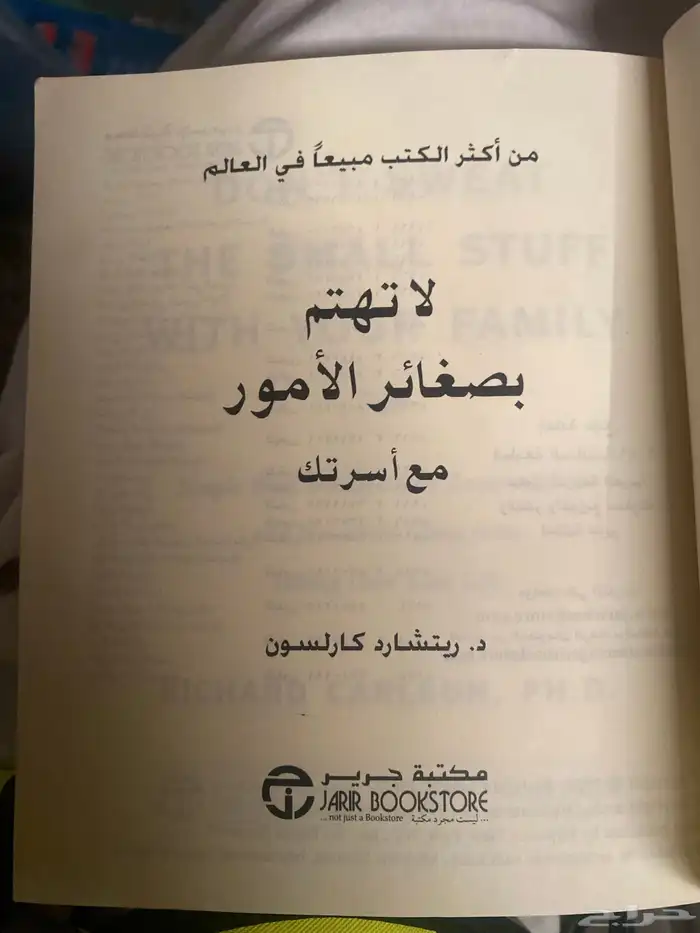 من أكثر الكتب مبيعاً في العالم
لا تهتم
بصغائر الأمور
مع أسرتك
د. ريتشارد كارلسون
مكتبة جرير
JARIR BOOKSTORE
... not just a Bookstore ليست مجرد مكتبة ...
حراج